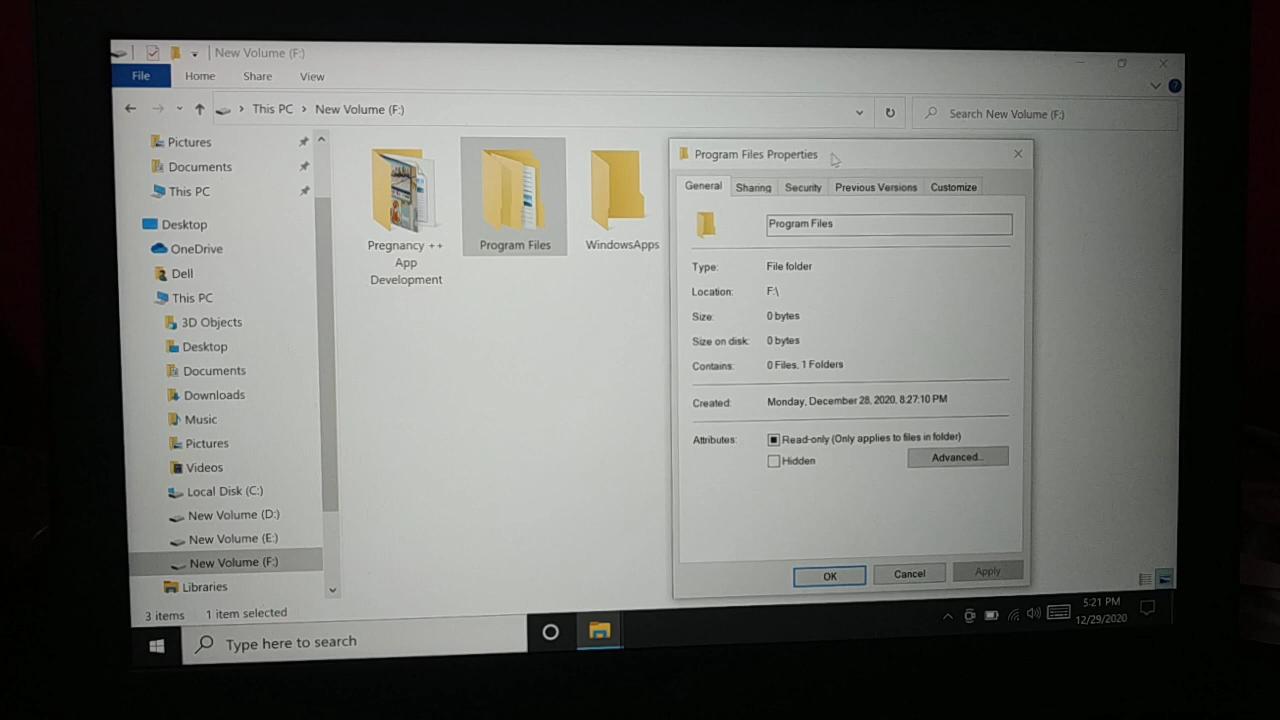 New Volume (F:)
File Home Share View
This PC › New Volume (F:)
Search New Volume (F:)
Pictures
Documents
This PC
Desktop
OneDrive
Dell
This PC
3D Objects
Desktop
Documents
Downloads
Music
Pictures
Videos
Local Disk (C:)
New Volume (D:)
New Volume (E:)
New Volume (F:)
Libraries
Pregnancy ++
App
Development
Program Files
WindowsApps
Program Files Properties
General Sharing Security Previous Versions Customize
Program Files
Type: File folder
Location: F:\
Size: 0 bytes
Size on disk: 0 bytes
Contains: 0 Files, 1 Folders
Created: Monday, December 28, 2020, 8:27:10 PM
Attributes: Read-only (Only applies to files in folder)
Hidden Advanced...
OK Cancel Apply
3 items 1 item selected
Type here to search
5:21 PM
12/29/2020